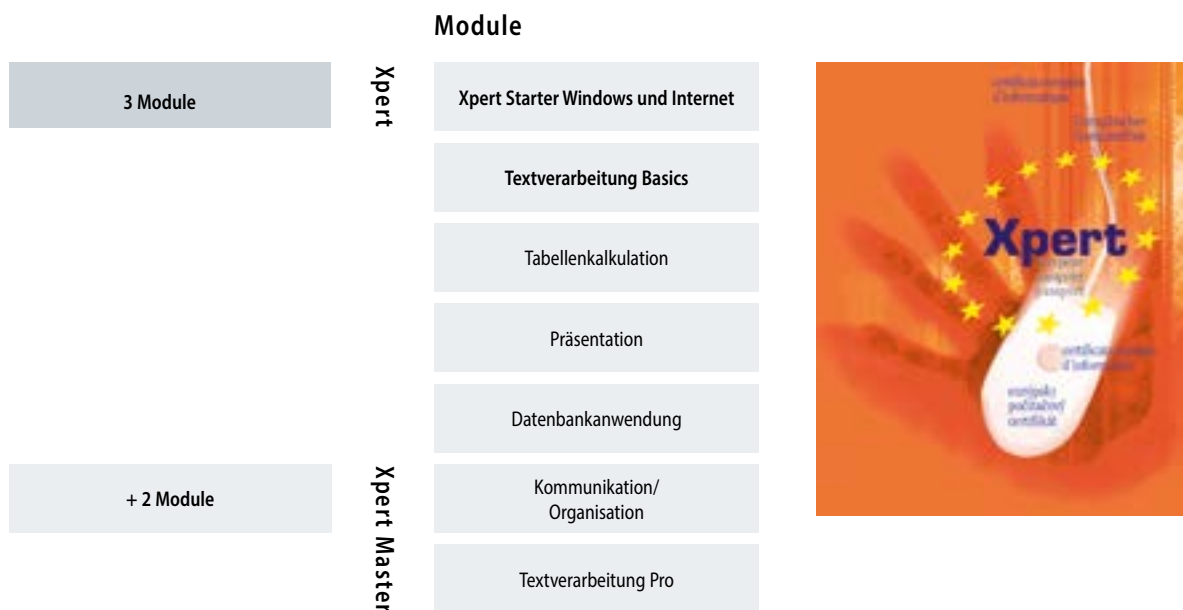 Module
3 Module
Xpert
Xpert Starter Windows und Internet
Textverarbeitung Basics
Tabellenkalkulation
Präsentation
Datenbankanwendung
+ 2 Module
Xpert Master
Kommunikation/
Organisation
Textverarbeitung Pro
Xpert
európsky
počítačový
certifikát